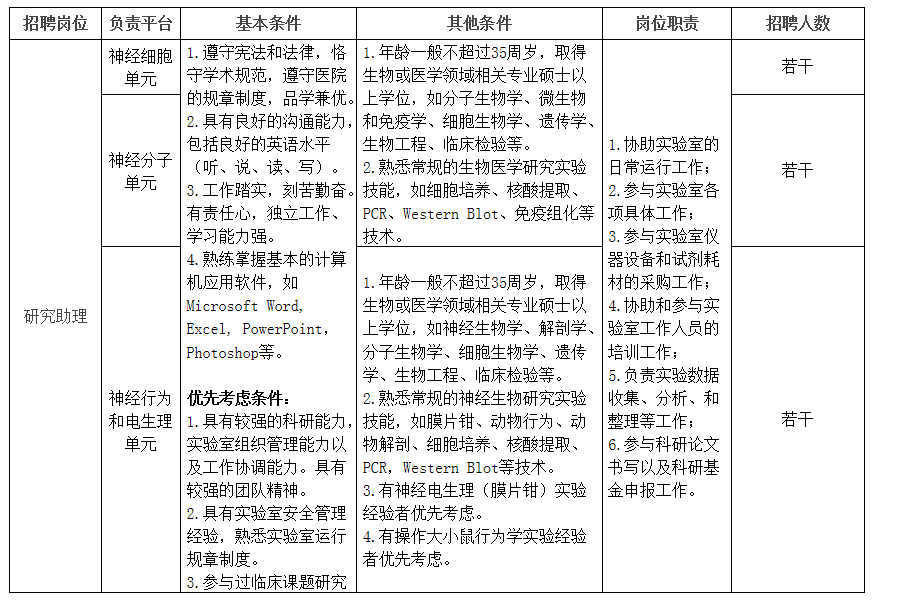 招聘岗位
负责平台
基本条件
其他条件
岗位职责
招聘人数
研究助理
神经细胞
单元
神经分子
单元
神经行为
和电生理
单元
1.遵守宪法和法律，恪
守学术规范，遵守医院
的规章制度，品学兼优。
2.具有良好的沟通能力，
包括良好的英语水平
（听、说、读、写）。
3.工作踏实，刻苦勤奋。
有责任心，独立工作、
学习能力强。
4.熟练掌握基本的计算
机应用软件，如
Microsoft Word,
Excel, PowerPoint，
Photoshop等。
优先考虑条件：
1.具有较强的科研能力，
实验室组织管理能力以
及工作协调能力。具有
较强的团队精神。
2.具有实验室安全管理
经验，熟悉实验室运行
规章制度。
3.参与过临床课题研究
1.年龄一般不超过35周岁，取得
生物或医学领域相关专业硕士以
上学位，如分子生物学、微生物
和免疫学、细胞生物学、遗传学、
生物工程、临床检验等。
2.熟悉常规的生物医学研究实验
技能，如细胞培养、核酸提取、
PCR、Western Blot、免疫组化等
技术。
1.年龄一般不超过35周岁，取得
生物或医学领域相关专业硕士以
上学位，如神经生物学、解剖学、
分子生物学、细胞生物学、遗传
学、生物工程、临床检验等。
2.熟悉常规的神经生物研究实验
技能，如膜片钳、动物行为、动
物解剖、细胞培养、核酸提取、
PCR，Western Blot等技术。
3.有神经电生理（膜片钳）实验
经验者优先考虑。
4.有操作大小鼠行为学实验经验
者优先考虑。
1.协助实验室的
日常运行工作；
2.参与实验室各
项具体工作；
3.参与实验室仪
器设备和试剂耗
材的采购工作；
4.协助和参与实
验室工作人员的
培训工作；
5.负责实验数据
收集、分析、和
整理等工作；
6.参与科研论文
书写以及科研基
金申报工作。
若干
若干
若干